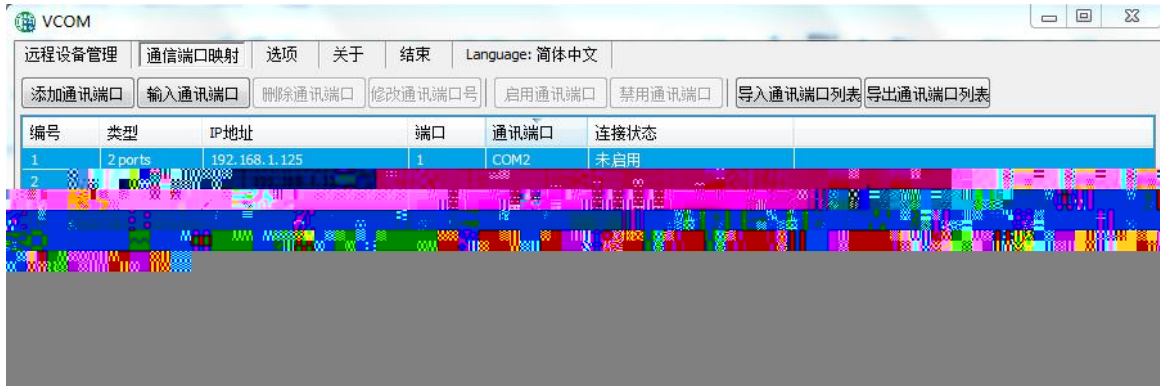 VCOM
远程设备管理 通信端口映射 选项 关于 结束 Language: 简体中文
添加通讯端口 输入通讯端口 删除通讯端口 修改通讯端口号 启用通讯端口 禁用通讯端口 导入通讯端口列表 导出通讯端口列表
编号 类型 IP地址 端口 通讯端口 连接状态
1 2 ports 192.168.1.125 1 COM2 未启用
2